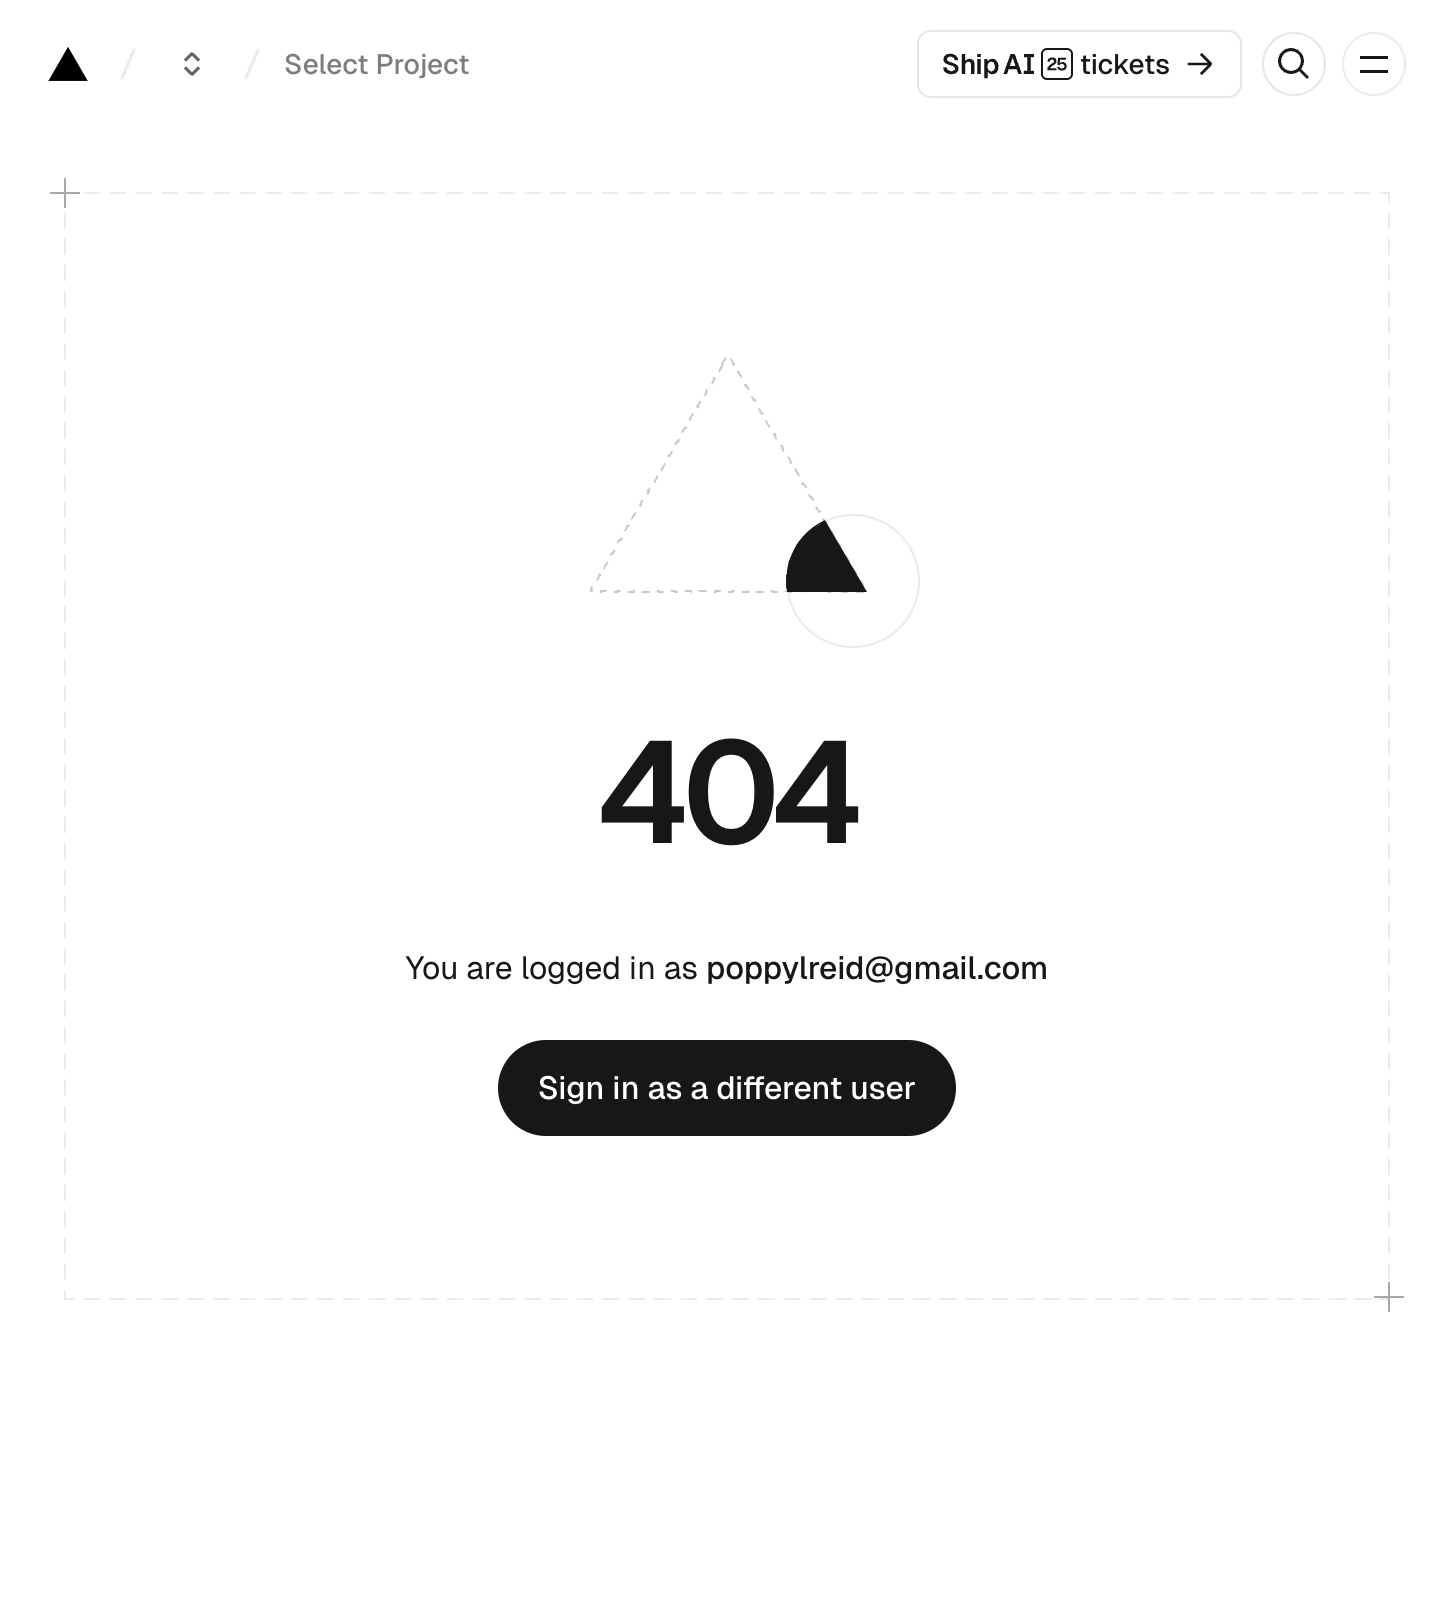 Select Project
Ship AI 25 tickets
404
You are logged in as poppylreid@gmail.com
Sign in as a different user